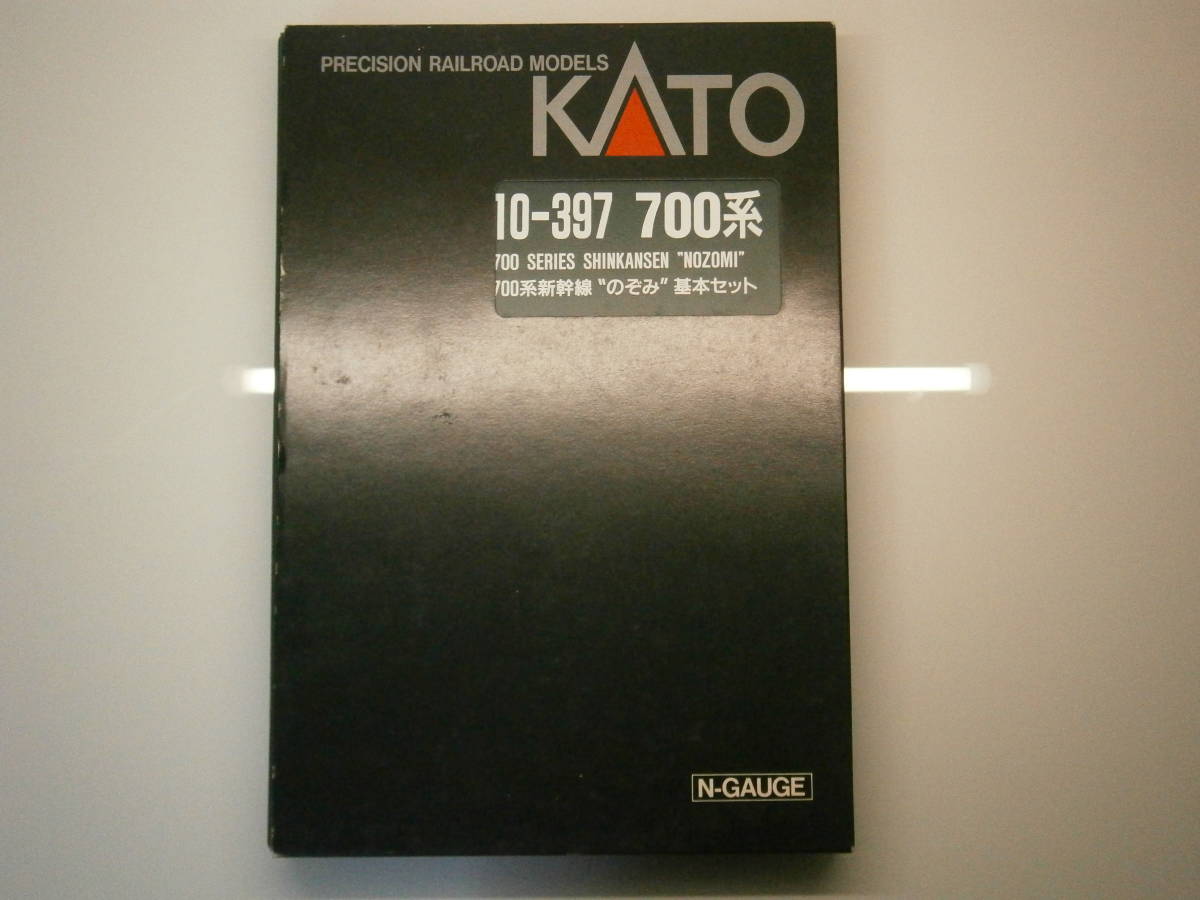 PRECISION RAILROAD MODELS
KATO
10-397 700系
700 SERIES SHINKANSEN "NOZOMI"
700系新幹線 “のぞみ” 基本セット
N-GAUGE